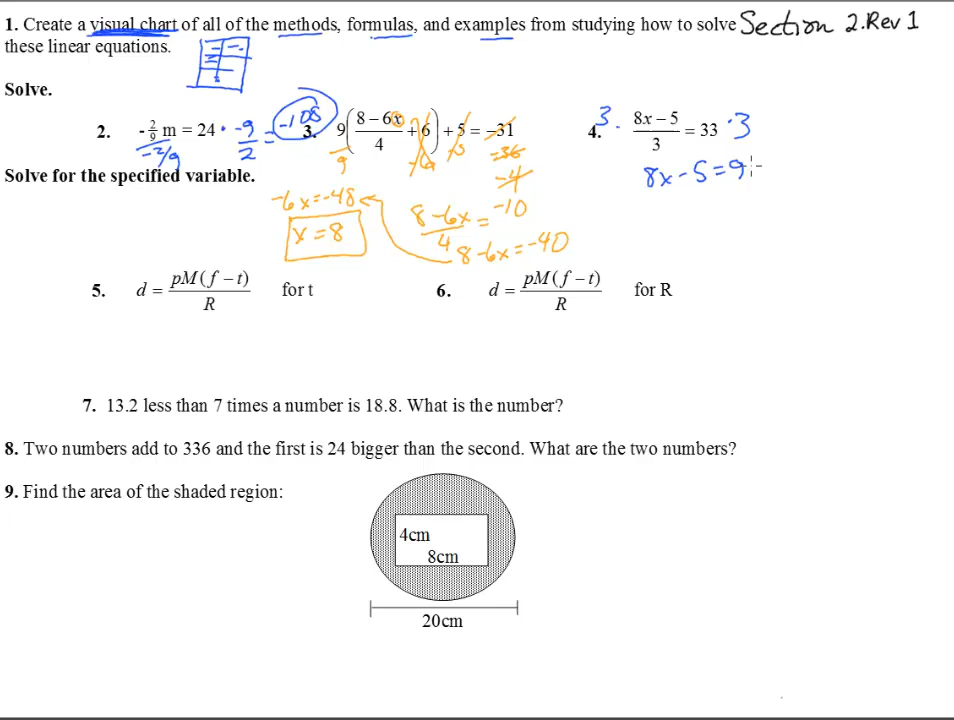 1. Create a visual chart of all of the methods, formulas, and examples from studying how to solve Section 2.Rev 1
these linear equations.
Solve.
2. -2/9 m = 24 · -9/2 = -108
-2/9
3. 9((8 – 6x)/4 + 6) + 5 = –31
9 -6 -5 -36
-4
8-6x/4 = -10
8-6x = -40
-6x = -48
x = 8
4. 3 · (8x – 5)/3 = 33 · 3
8x - 5 = 9
Solve for the specified variable.
5. d = pM(f – t)/R for t
6. d = pM(f – t)/R for R
7. 13.2 less than 7 times a number is 18.8. What is the number?
8. Two numbers add to 336 and the first is 24 bigger than the second. What are the two numbers?
9. Find the area of the shaded region:
4cm
8cm
20cm